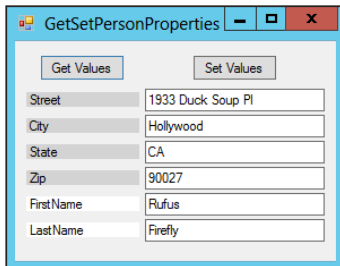 GetSetPersonProperties
Get Values Set Values
Street 1933 Duck Soup Pl
City Hollywood
State CA
Zip 90027
FirstName Rufus
LastName Firefly